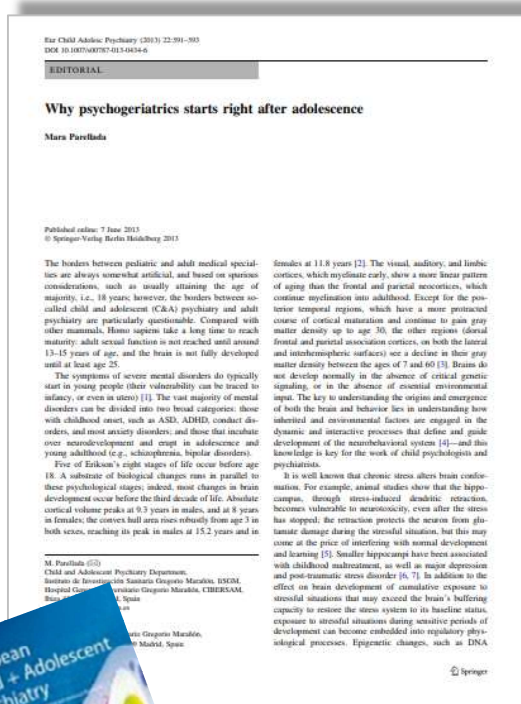 Eur Child Adolesc Psychiatry (2013) 22:591–593
DOI 10.1007/s00787-013-0434-6
EDITORIAL
Why psychogeriatrics starts right after adolescence
Mara Parellada
Published online: 7 June 2013
© Springer-Verlag Berlin Heidelberg 2013
The borders between pediatric and adult medical special-
ties are always somewhat artificial, and based on spurious
considerations, such as usually attaining the age of
majority, i.e., 18 years; however, the borders between so-
called child and adolescent (C&A) psychiatry and adult
psychiatry are particularly questionable. Compared with
other mammals, Homo sapiens take a long time to reach
maturity: adult sexual function is not reached until around
13–15 years of age, and the brain is not fully developed
until at least age 25.
The symptoms of severe mental disorders do typically
start in young people (their vulnerability can be traced to
infancy, or even in utero) [1]. The vast majority of mental
disorders can be divided into two broad categories: those
with childhood onset, such as ASD, ADHD, conduct dis-
orders, and most anxiety disorders; and those that incubate
over neurodevelopment and erupt in adolescence and
young adulthood (e.g., schizophrenia, bipolar disorders).
Five of Erikson's eight stages of life occur before age
18. A substrate of biological changes runs in parallel to
these psychological stages; indeed, most changes in brain
development occur before the third decade of life. Absolute
cortical volume peaks at 9.3 years in males, and at 8 years
in females; the convex hull area rises robustly from age 3 in
both sexes, reaching its peak in males at 15.2 years and in
M. Parellada
Child and Adolescent Psychiatry Department,
Instituto de Investigación Sanitaria Gregorio Marañón, IiSGM,
Hospital Universitario Gregorio Marañón, CIBERSAM,
Spain
Gregorio Marañón,
Madrid, Spain
females at 11.8 years [2]. The visual, auditory, and limbic
cortices, which myelinate early, show a more linear pattern
of aging than the frontal and parietal neocortices, which
continue myelination into adulthood. Except for the pos-
terior temporal regions, which have a more protracted
course of cortical maturation and continue to gain gray
matter density up to age 30, the other regions (dorsal
frontal and parietal association cortices, on both the lateral
and interhemispheric surfaces) see a decline in their gray
matter density between the ages of 7 and 60 [3]. Brains do
not develop normally in the absence of critical genetic
signaling, or in the absence of essential environmental
input. The key to understanding the origins and emergence
of both the brain and behavior lies in understanding how
inherited and environmental factors are engaged in the
dynamic and interactive processes that define and guide
development of the neurobehavioral system [4]—and this
knowledge is key for the work of child psychologists and
psychiatrists.
It is well known that chronic stress alters brain confor-
mation. For example, animal studies show that the hippo-
campus, through stress-induced dendritic retraction,
becomes vulnerable to neurotoxicity, even after the stress
has stopped; the retraction protects the neuron from glu-
tamate damage during the stressful situation, but this may
come at the price of interfering with normal development
and learning [5]. Smaller hippocampi have been associated
with childhood maltreatment, as well as major depression
and post-traumatic stress disorder [6, 7]. In addition to the
effect on brain development of cumulative exposure to
stressful situations that may exceed the brain's buffering
capacity to restore the stress system to its baseline status,
exposure to stressful situations during sensitive periods of
development can become embedded into regulatory phys-
iological processes. Epigenetic changes, such as DNA
Springer
+ Adolescent